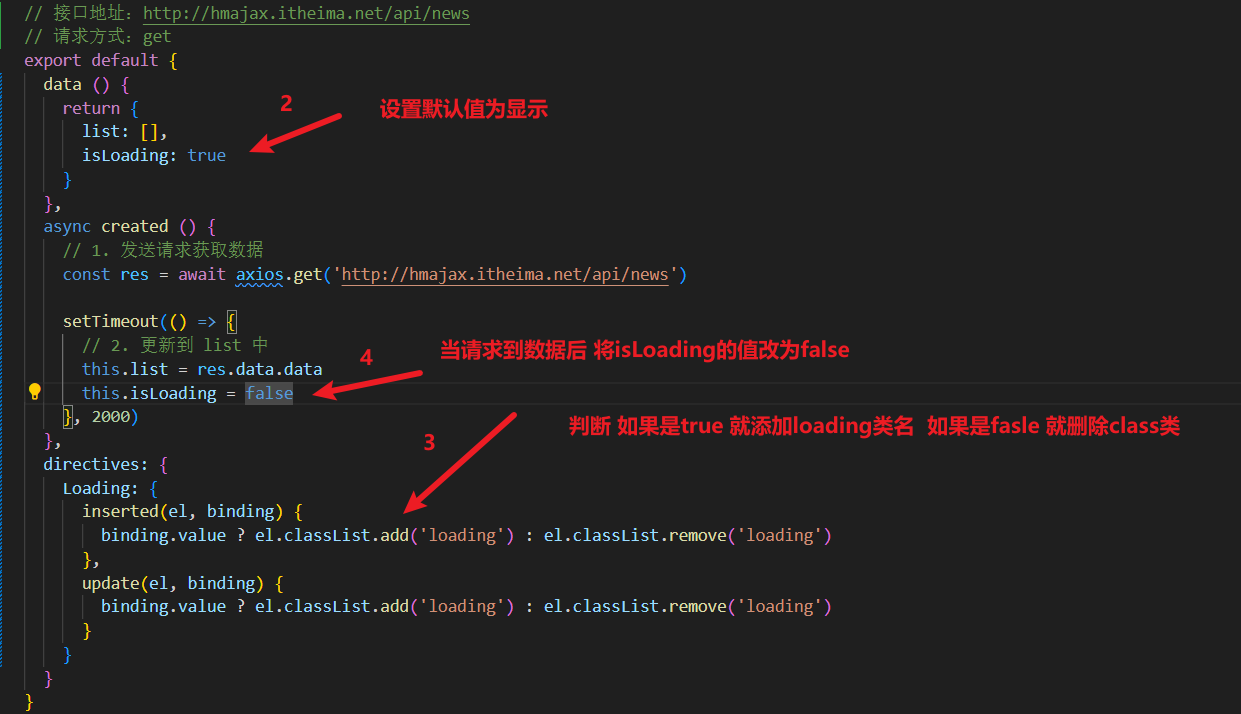 // 接口地址：http://hmajax.itheima.net/api/news
// 请求方式：get
export default {
data () {
2 设置默认值为显示
return {
list: [],
isLoading: true
}
},
async created () {
// 1. 发送请求获取数据
const res = await axios.get('http://hmajax.itheima.net/api/news')
setTimeout(() => {
// 2. 更新到 list 中
4 当请求到数据后 将isLoading的值改为false
this.list = res.data.data
this.isLoading = false
}, 2000)
判断 如果是true 就添加loading类名 如果是fasle 就删除class类
3
},
directives: {
Loading: {
inserted(el, binding) {
binding.value ? el.classList.add('loading') : el.classList.remove('loading')
},
update(el, binding) {
binding.value ? el.classList.add('loading') : el.classList.remove('loading')
}
}
}
}